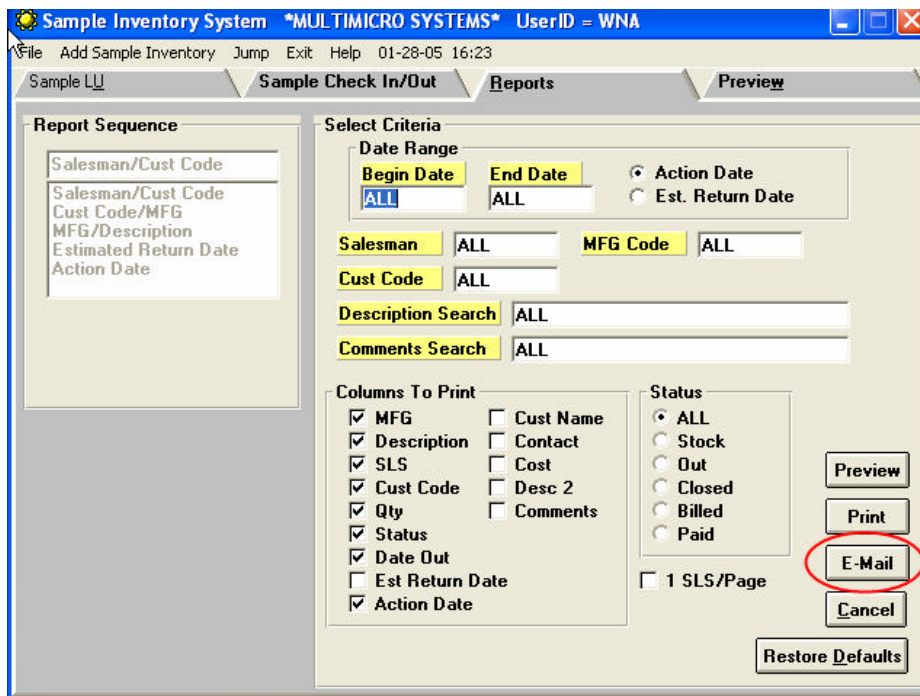 Sample Inventory System *MULTIMICRO SYSTEMS* UserID = WNA
File Add Sample Inventory Jump Exit Help 01-28-05 16:23
Sample LU Sample Check In/Out Reports Preview
Report Sequence
Salesman/Cust Code
Salesman/Cust Code
Cust Code/MFG
MFG/Description
Estimated Return Date
Action Date
Select Criteria
Date Range
Begin Date End Date
ALL ALL
Action Date
Est. Return Date
Salesman ALL MFG Code ALL
Cust Code ALL
Description Search ALL
Comments Search ALL
Columns To Print
MFG
Description
SLS
Cust Code
Qty
Status
Date Out
Est Return Date
Action Date
Cust Name
Contact
Cost
Desc 2
Comments
Status
ALL
Stock
Out
Closed
Billed
Paid
1 SLS/Page
Preview
Print
E-Mail
Cancel
Restore Defaults